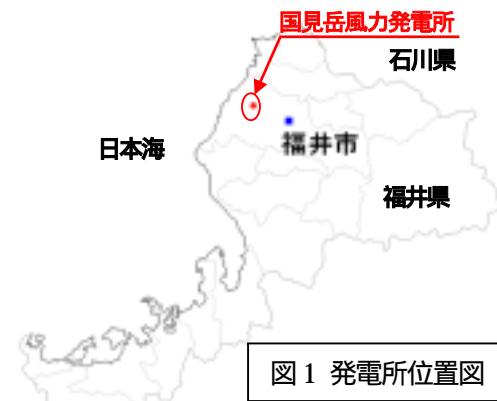 国見岳風力発電所
石川県
日本海
福井市
福井県
図1 発電所位置図